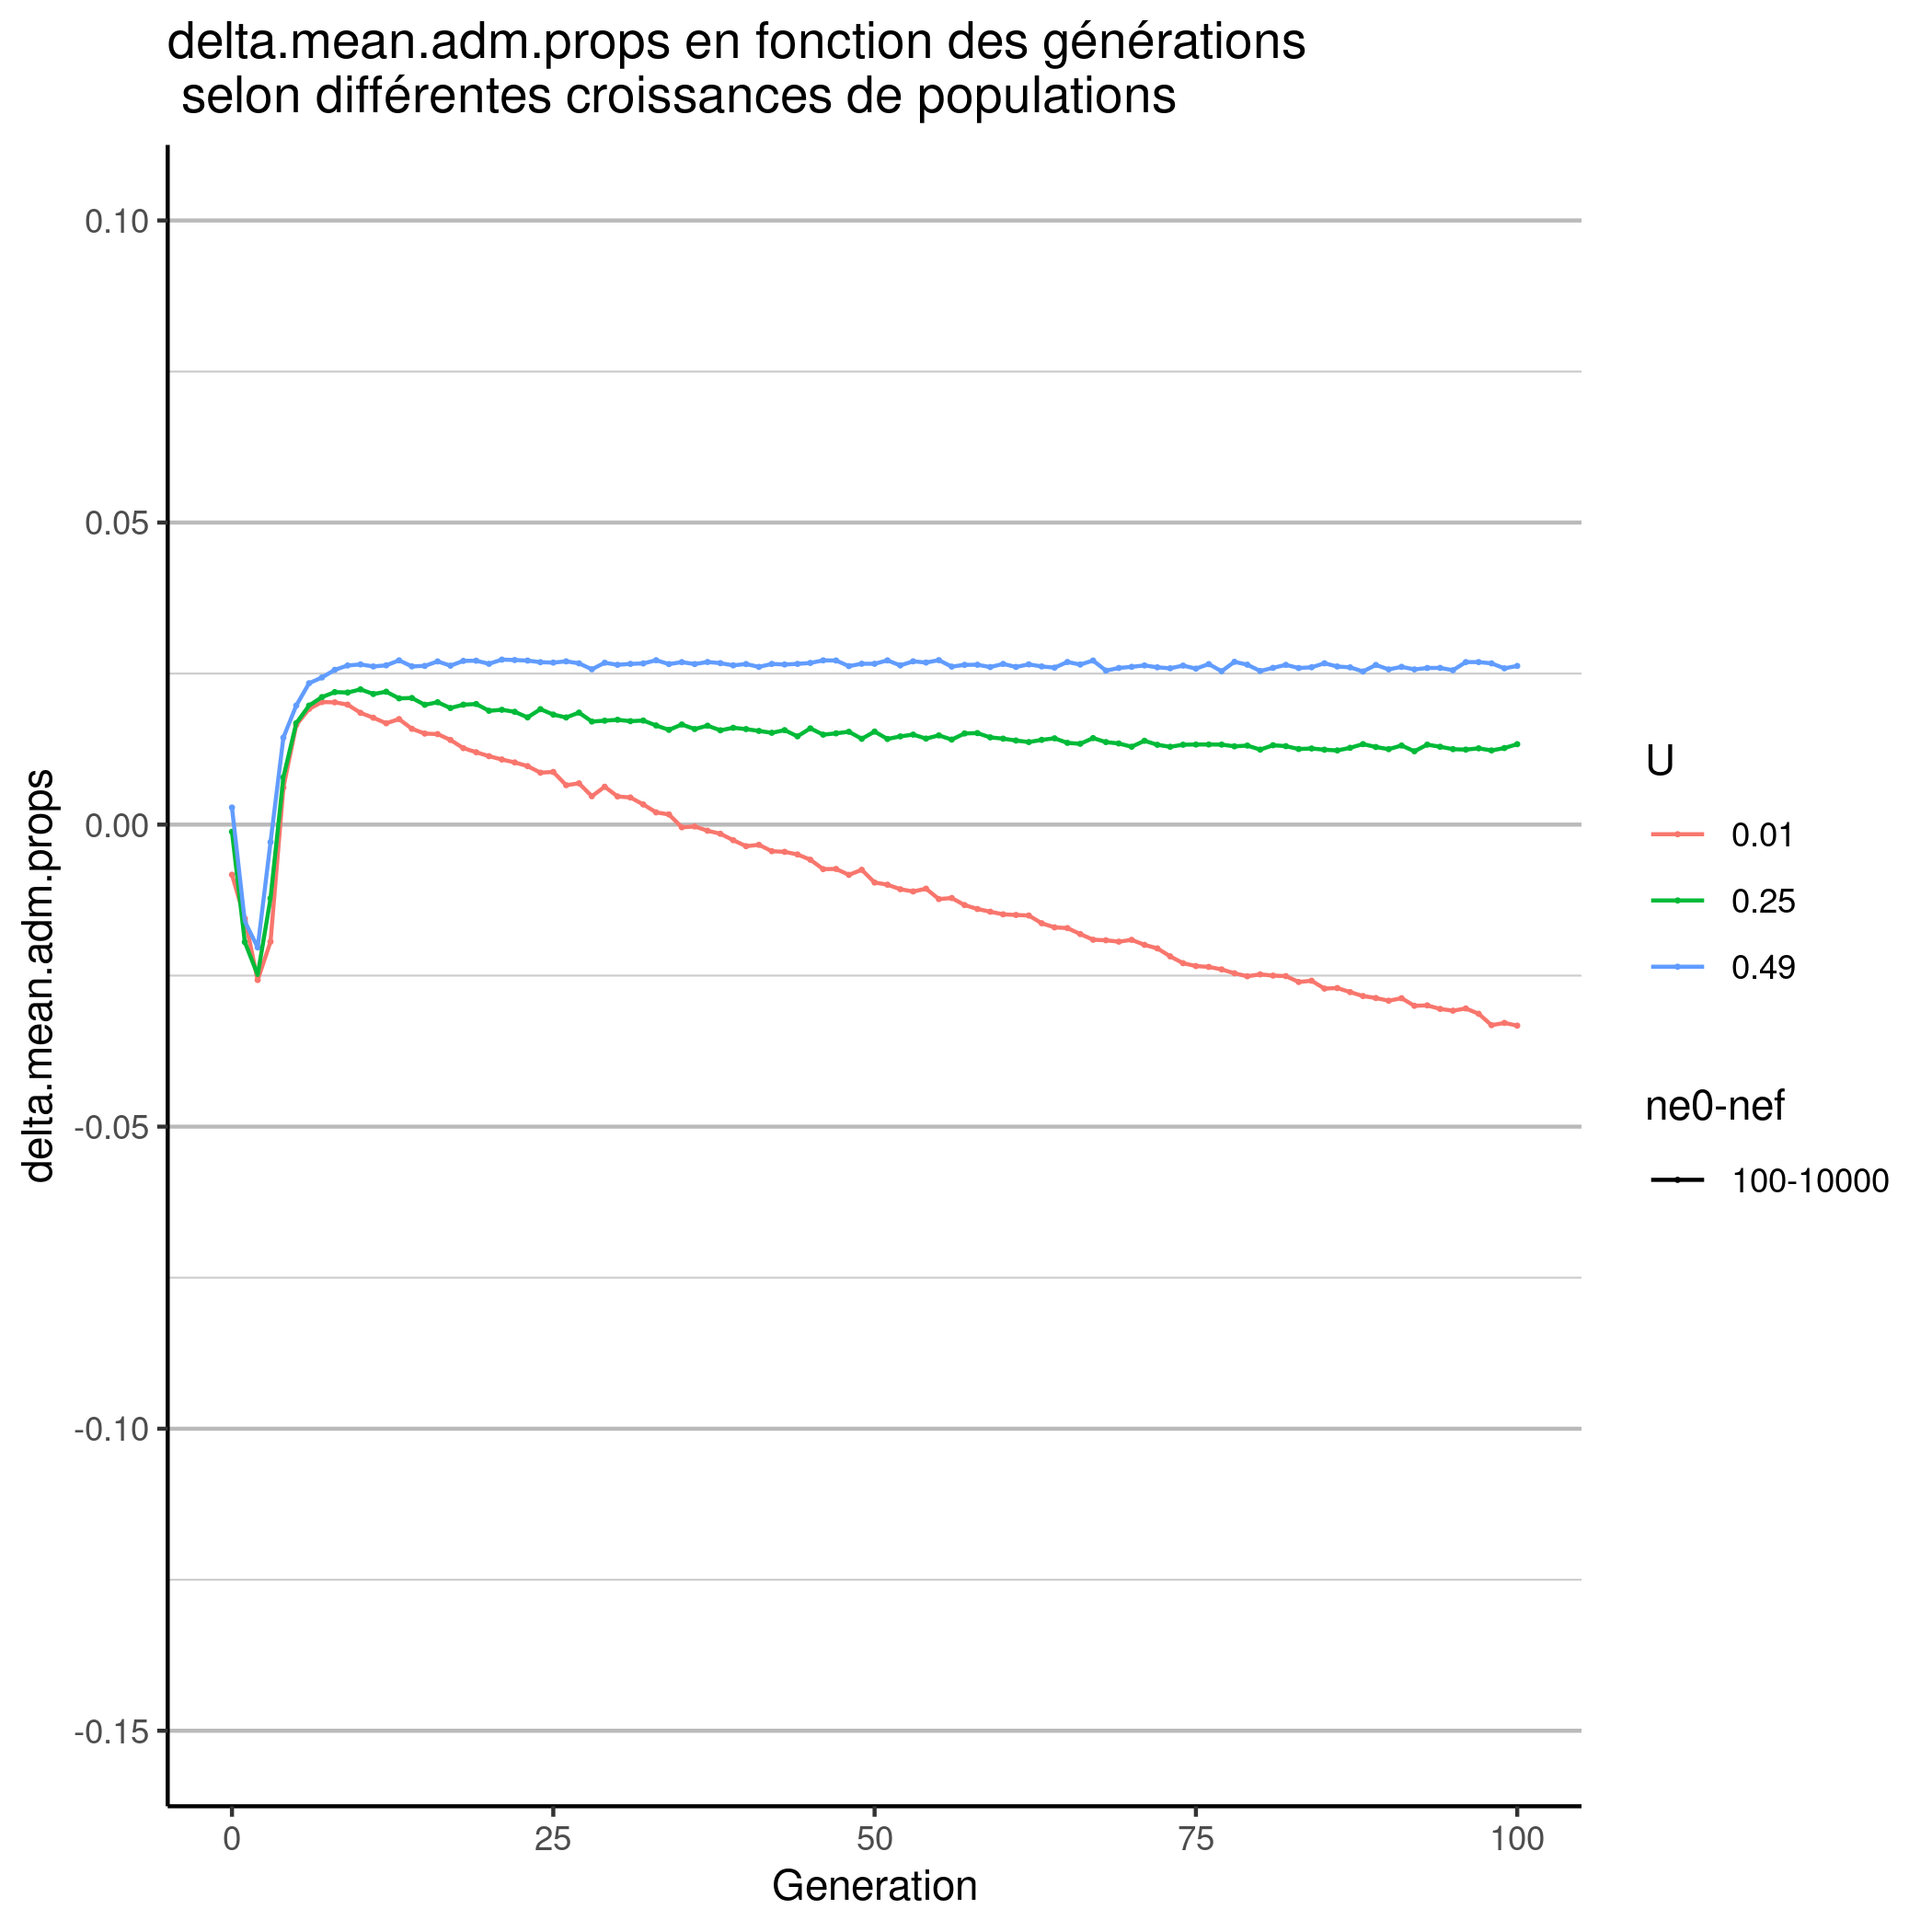 delta.mean.adm.props en fonction des générations
selon différentes croissances de populations
delta.mean.adm.props
0.10
0.05
0.00
-0.05
-0.10
-0.15
0
25
50
75
100
Generation
U
0.01
0.25
0.49
ne0-nef
100-10000